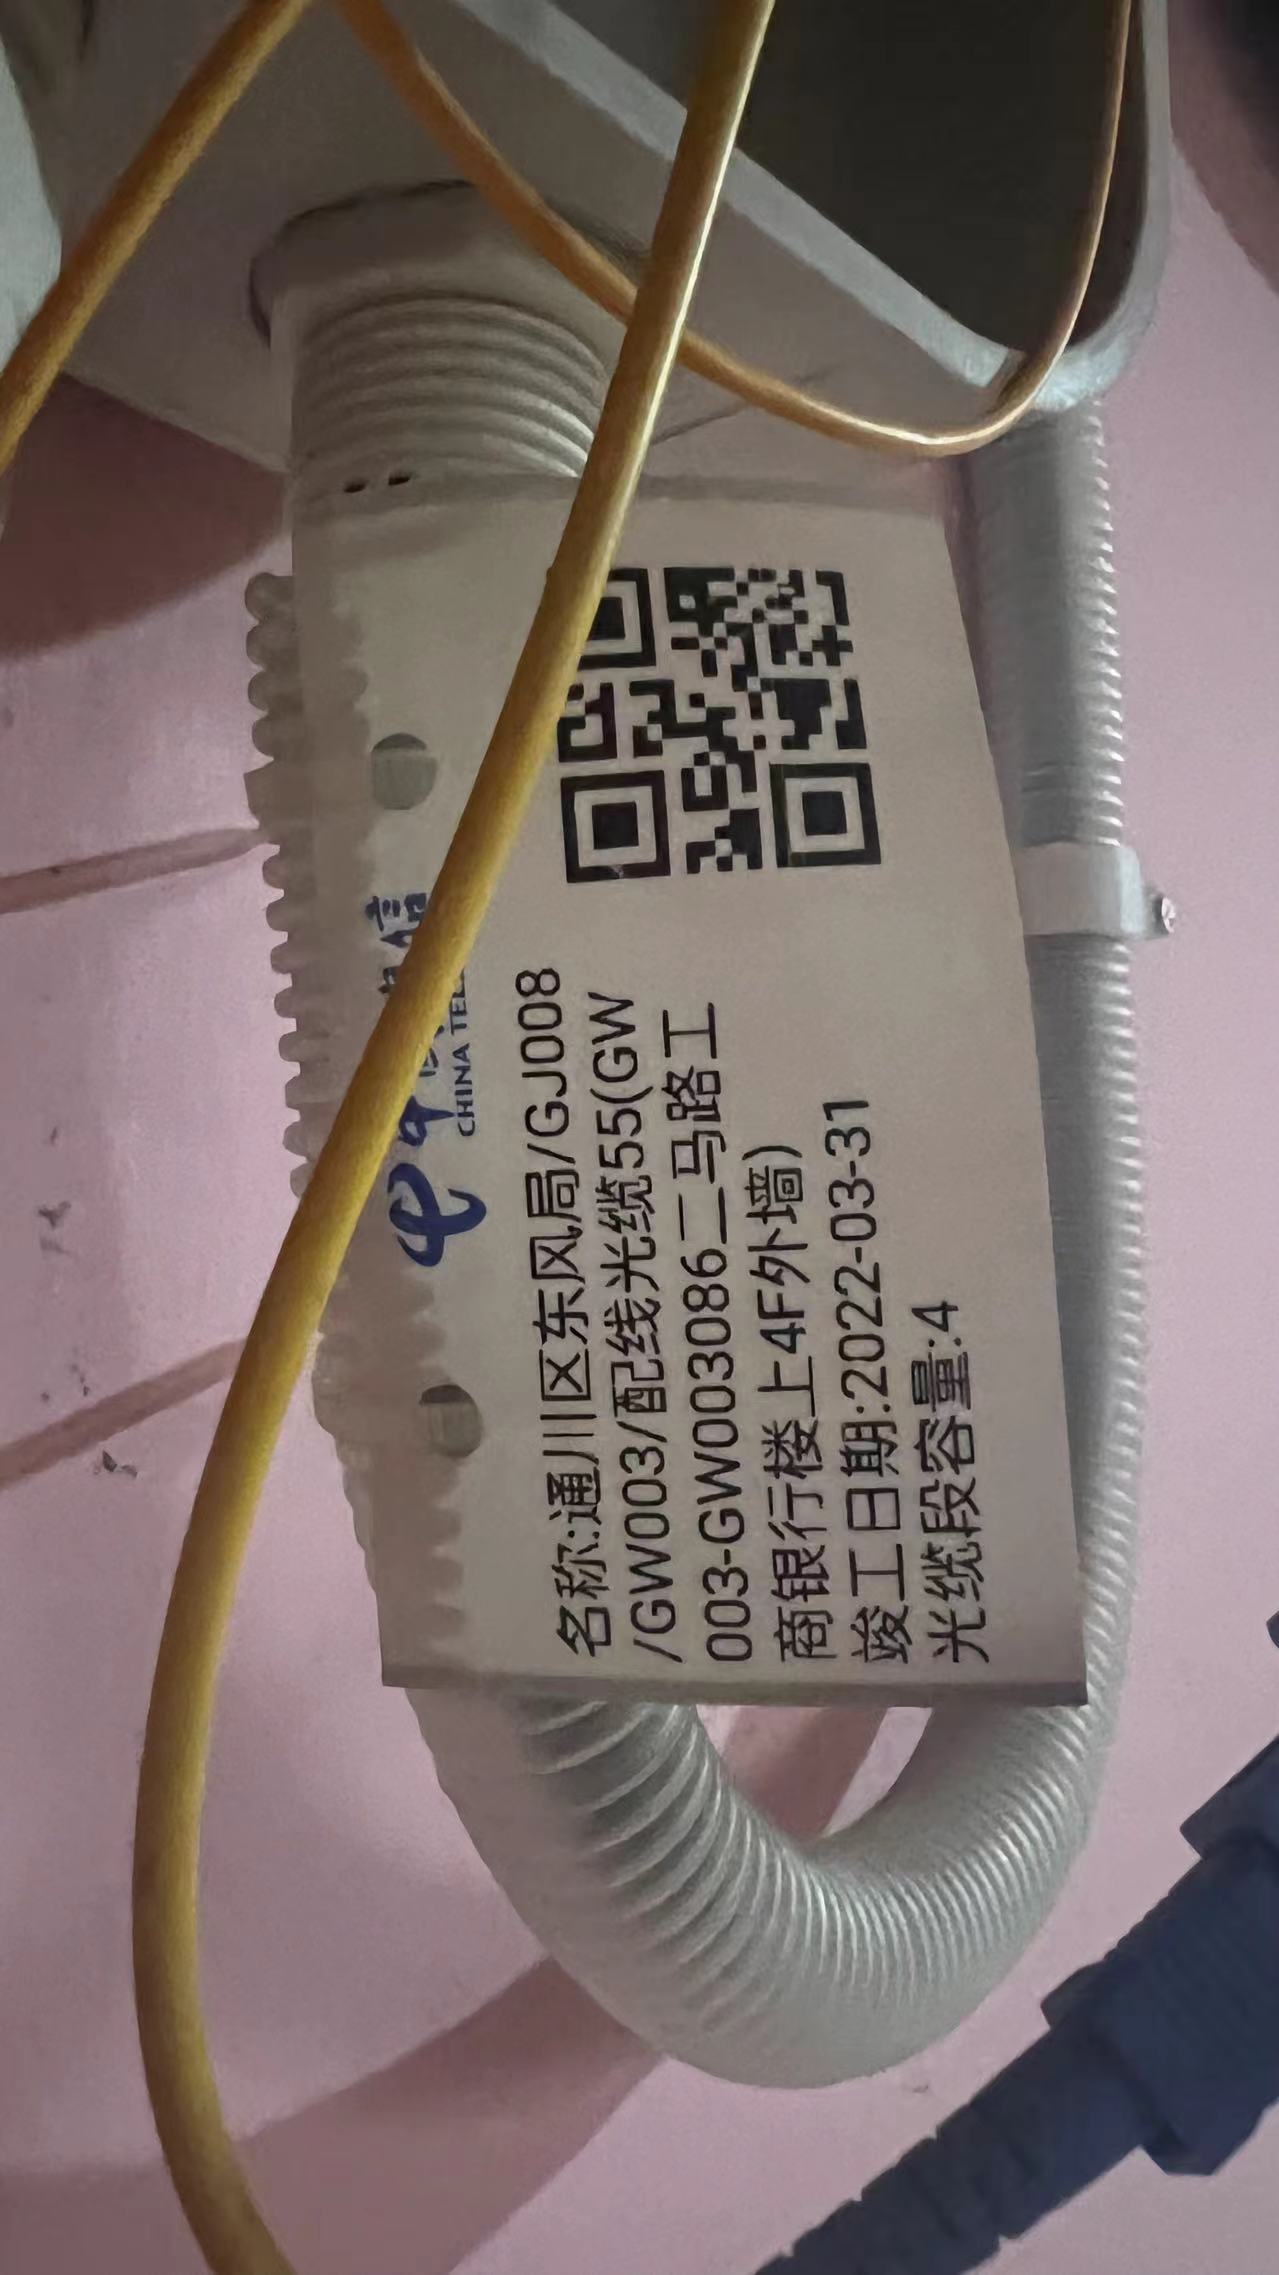 CHINA TEL
名称:通川区东风局/GJ008
/GW003/配线光缆55(GW
003-GW003086二马路工
商银行楼上4F外墙)
竣工日期:2022-03-31
光缆段容量:4